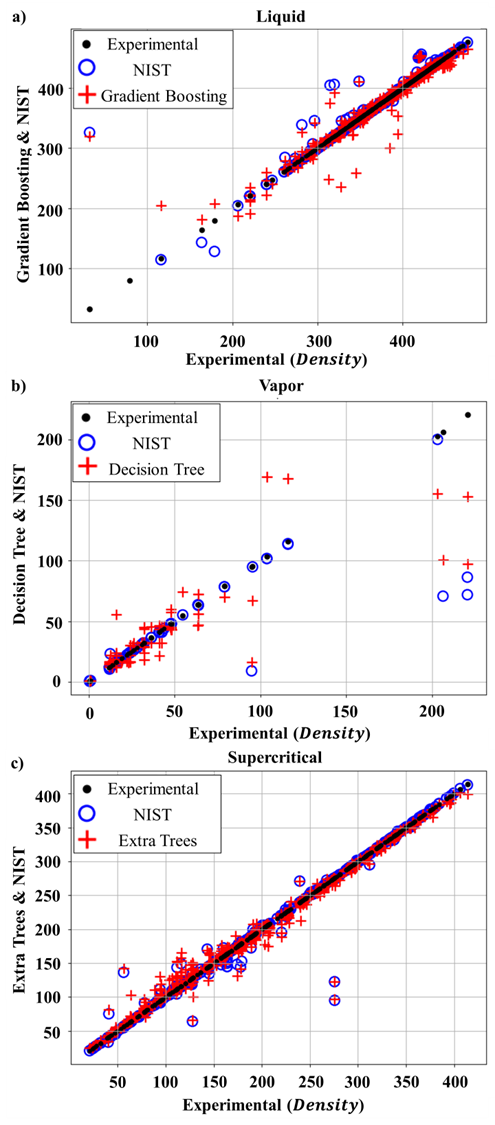 a)
Liquid
Experimental
NIST
Gradient Boosting
400
300
200
100
Gradient Boosting & NIST
100
200
300
400
Experimental (Density)
b)
Vapor
Experimental
NIST
Decision Tree
200
150
100
50
0
Decision Tree & NIST
0
50
100
150
200
Experimental (Density)
c)
Supercritical
Experimental
NIST
Extra Trees
400
350
300
250
200
150
100
50
Extra Trees & NIST
50
100
150
200
250
300
350
400
Experimental (Density)